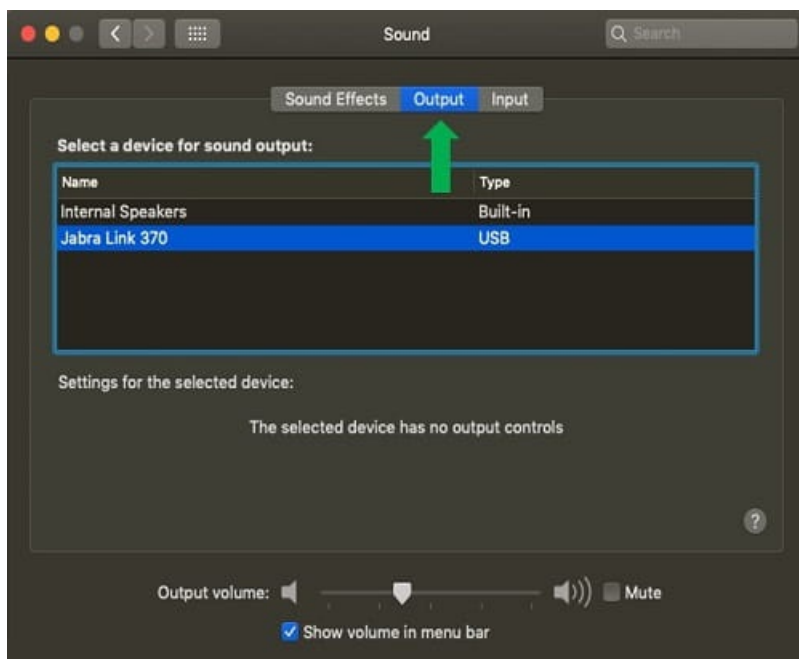 Sound
Search
Sound Effects Output Input
Select a device for sound output:
Name Type
Internal Speakers Built-in
Jabra Link 370 USB
Settings for the selected device:
The selected device has no output controls
?
Output volume: Mute
Show volume in menu bar